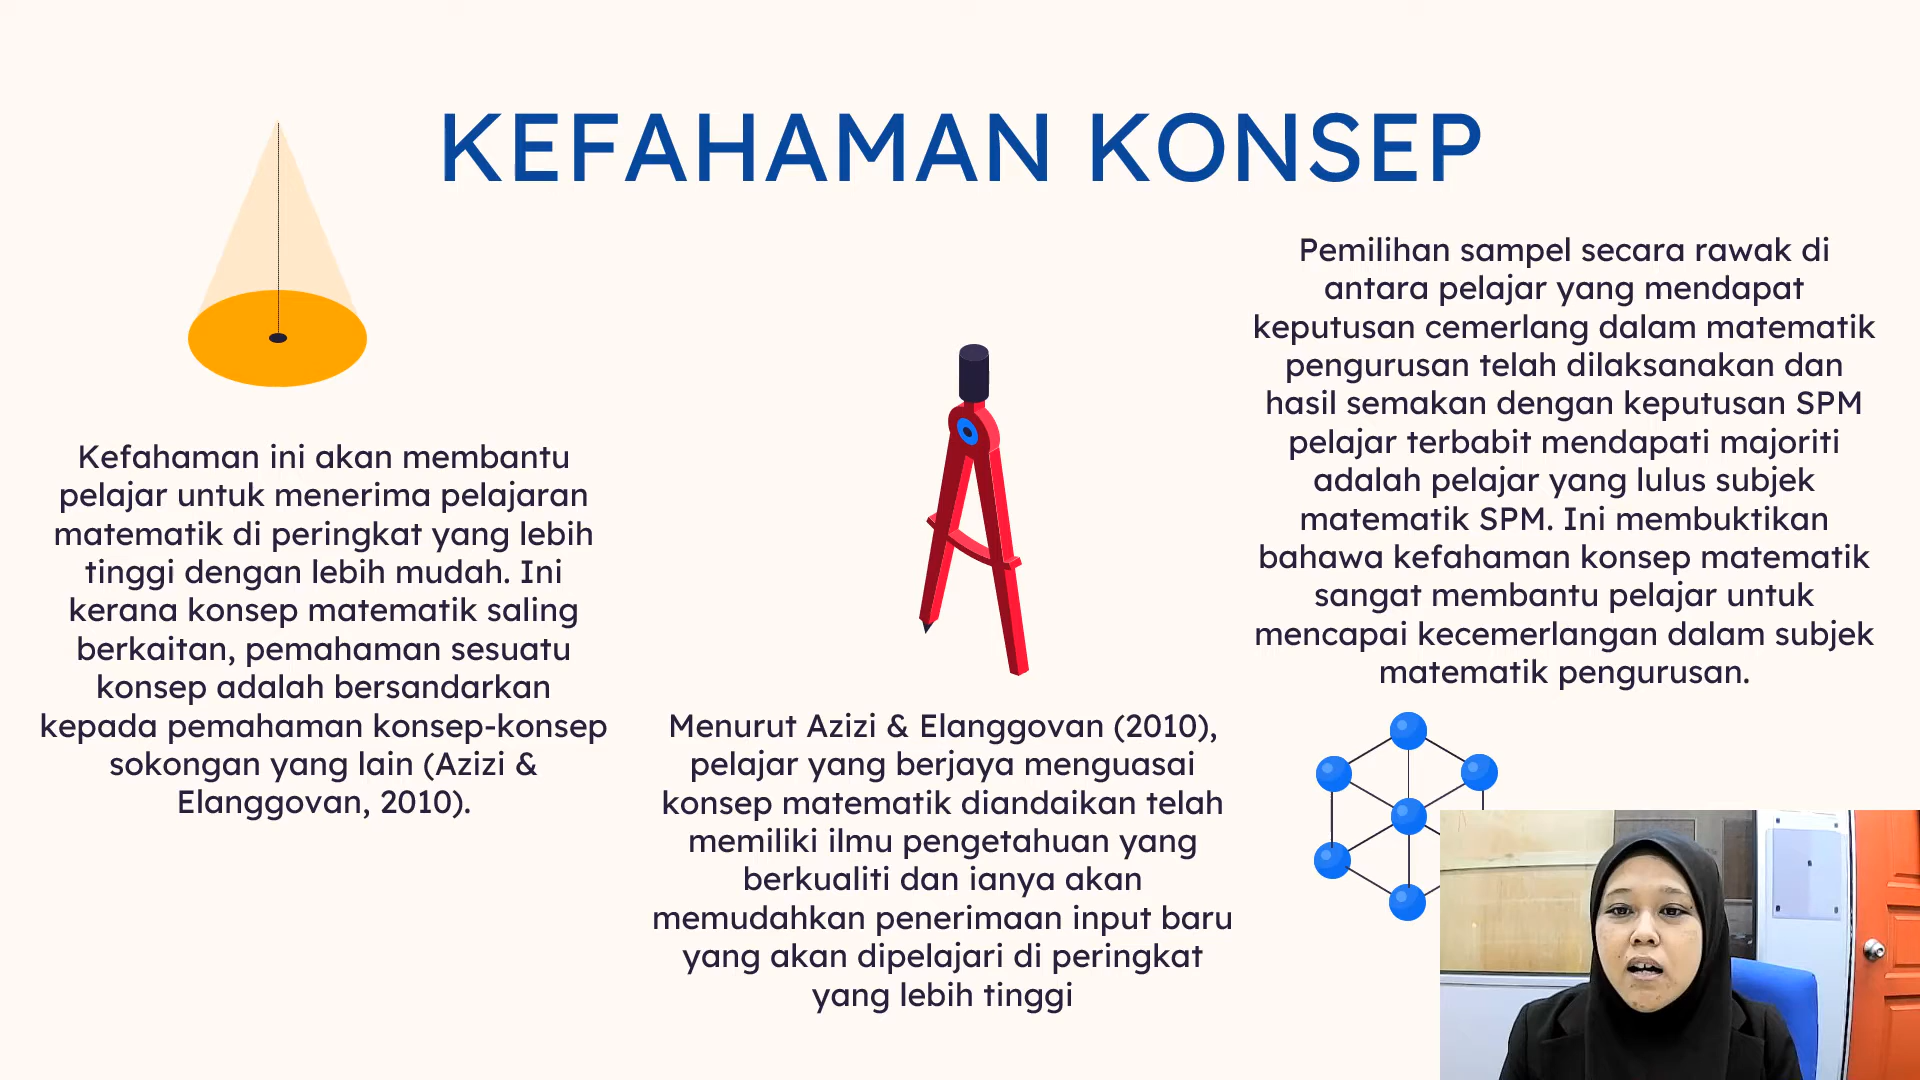 KEFAHAMAN KONSEP
Kefahaman ini akan membantu
pelajar untuk menerima pelajaran
matematik di peringkat yang lebih
tinggi dengan lebih mudah. Ini
kerana konsep matematik saling
berkaitan, pemahaman sesuatu
konsep adalah bersandarkan
kepada pemahaman konsep-konsep
sokongan yang lain (Azizi &
Elanggovan, 2010).
Menurut Azizi & Elanggovan (2010),
pelajar yang berjaya menguasai
konsep matematik diandaikan telah
memiliki ilmu pengetahuan yang
berkualiti dan ianya akan
memudahkan penerimaan input baru
yang akan dipelajari di peringkat
yang lebih tinggi
Pemilihan sampel secara rawak di
antara pelajar yang mendapat
keputusan cemerlang dalam matematik
pengurusan telah dilaksanakan dan
hasil semakan dengan keputusan SPM
pelajar terbabit mendapati majoriti
adalah pelajar yang lulus subjek
matematik SPM. Ini membuktikan
bahawa kefahaman konsep matematik
sangat membantu pelajar untuk
mencapai kecemerlangan dalam subjek
matematik pengurusan.